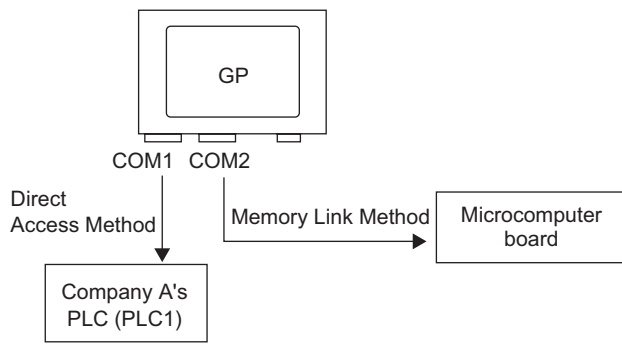 GP
COM1
COM2
Direct
Access Method
Memory Link Method
Microcomputer
board
Company A's
PLC (PLC1)